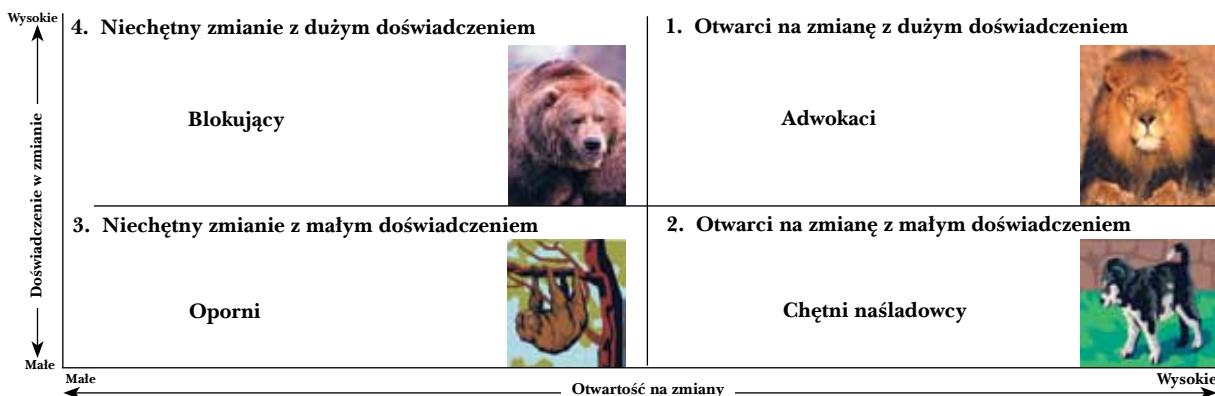 Wysokie
4. Niechętny zmianie z dużym doświadczeniem
1. Otwarci na zmianę z dużym doświadczeniem
Blokujący
Adwokaci
Doświadczenie w zmianie
3. Niechętny zmianie z małym doświadczeniem
2. Otwarci na zmianę z małym doświadczeniem
Oporni
Chętni naśladowcy
Małe
Małe
Wysokie
Otwartość na zmiany